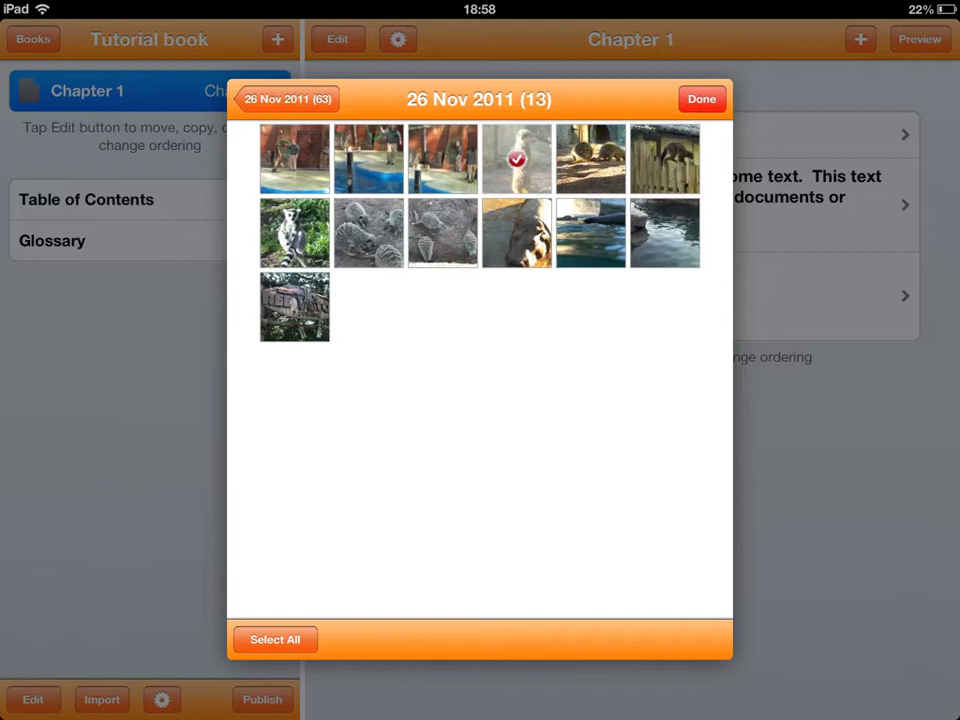 iPad 18:58 22%
Books Tutorial book + Edit Chapter 1 + Preview
Chapter 1 Cha
Tap Edit button to move, copy, d
change ordering
Table of Contents
Glossary
26 Nov 2011 (63) 26 Nov 2011 (13) Done
ome text. This text
documents or
nge ordering
Select All
Edit Import Publish